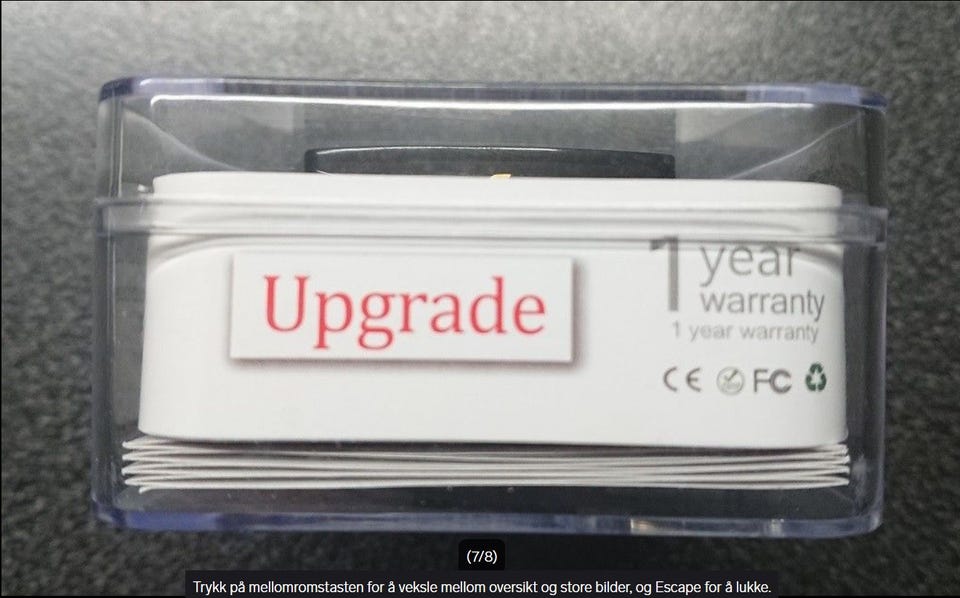 Upgrade
1 year
warranty
1 year warranty
CE FC
(7/8)
Trykk på mellomromstasten for å veksle mellom oversikt og store bilder, og Escape for å lukke.